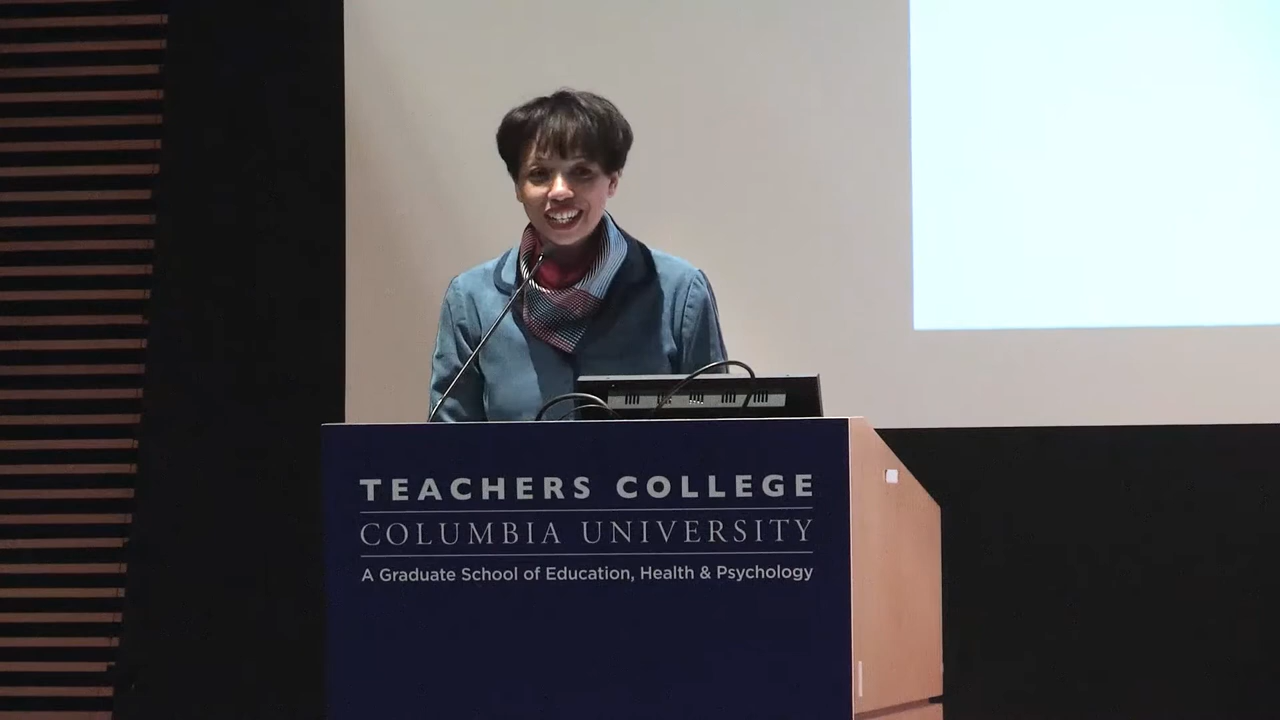 TEACHERS COLLEGE
COLUMBIA UNIVERSITY
A Graduate School of Education, Health & Psychology